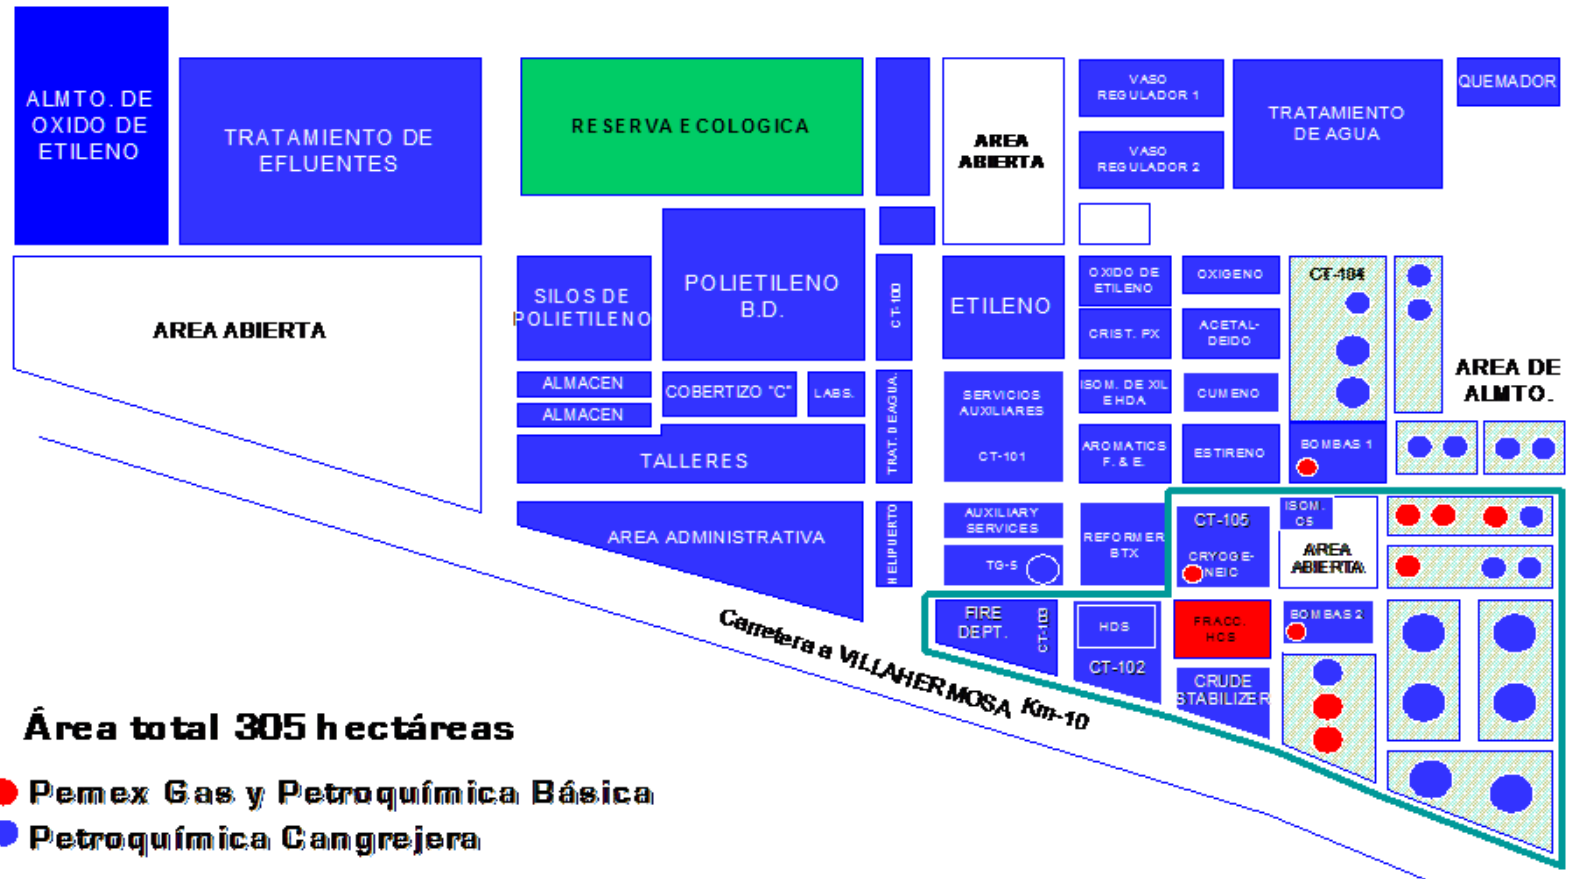 ALMTO. DE
OXIDO DE
ETILENO
TRATAMIENTO DE
EFLUENTES
RESERVA ECOLOGICA
AREA
ABIERTA
VASO
REGULADOR 1
VASO
REGULADOR 2
TRATAMIENTO
DE AGUA
QUEMADOR
AREA ABIERTA
SILOS DE
POLIETILENO
POLIETILENO
B.D.
CT-100
ETILENO
OXIDO DE
ETILENO
OXIGENO
CRIST. PX
ACETAL-
DEIDO
CT-104
AREA DE
ALMTO.
ALMACEN
ALMACEN
COBERTIZO "C"
LABS.
TRAT. DE AGUA.
SERVICIOS
AUXILIARES
CT-101
ISOM. DE XIL
EHDA
CUMENO
AROMATICS
F. & E.
ESTIRENO
BOMBAS 1
TALLERES
AREA ADMINISTRATIVA
HELIPUERTO
AUXILIARY
SERVICES
TG-5
REFORMER
BTX
CT-105
CRYOGE-
NEIC
ISOM.
C5
AREA
ABIERTA
FIRE
DEPT.
HDS
CT-102
FRACC.
HCS
BOMBAS 2
CRUDE
STABILIZER
Carretera a VILLAHERMOSA Km-10
Área total 305 hectáreas
Pemex Gas y Petroquímica Básica
Petroquímica Cangrejera